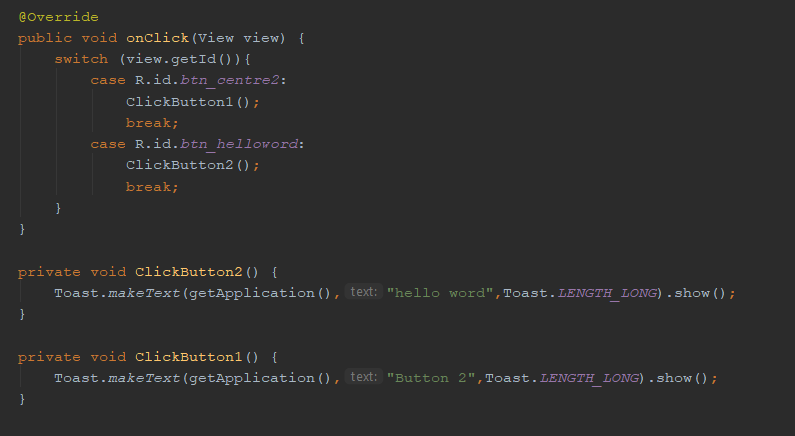 @Override
public void onClick(View view) {
    switch (view.getId()){
        case R.id.btn_centre2:
            ClickButton1();
            break;
        case R.id.btn_helloword:
            ClickButton2();
            break;
    }
}

private void ClickButton2() {
    Toast.makeText(getApplication(), text: "hello word",Toast.LENGTH_LONG).show();
}

private void ClickButton1() {
    Toast.makeText(getApplication(), text: "Button 2",Toast.LENGTH_LONG).show();
}